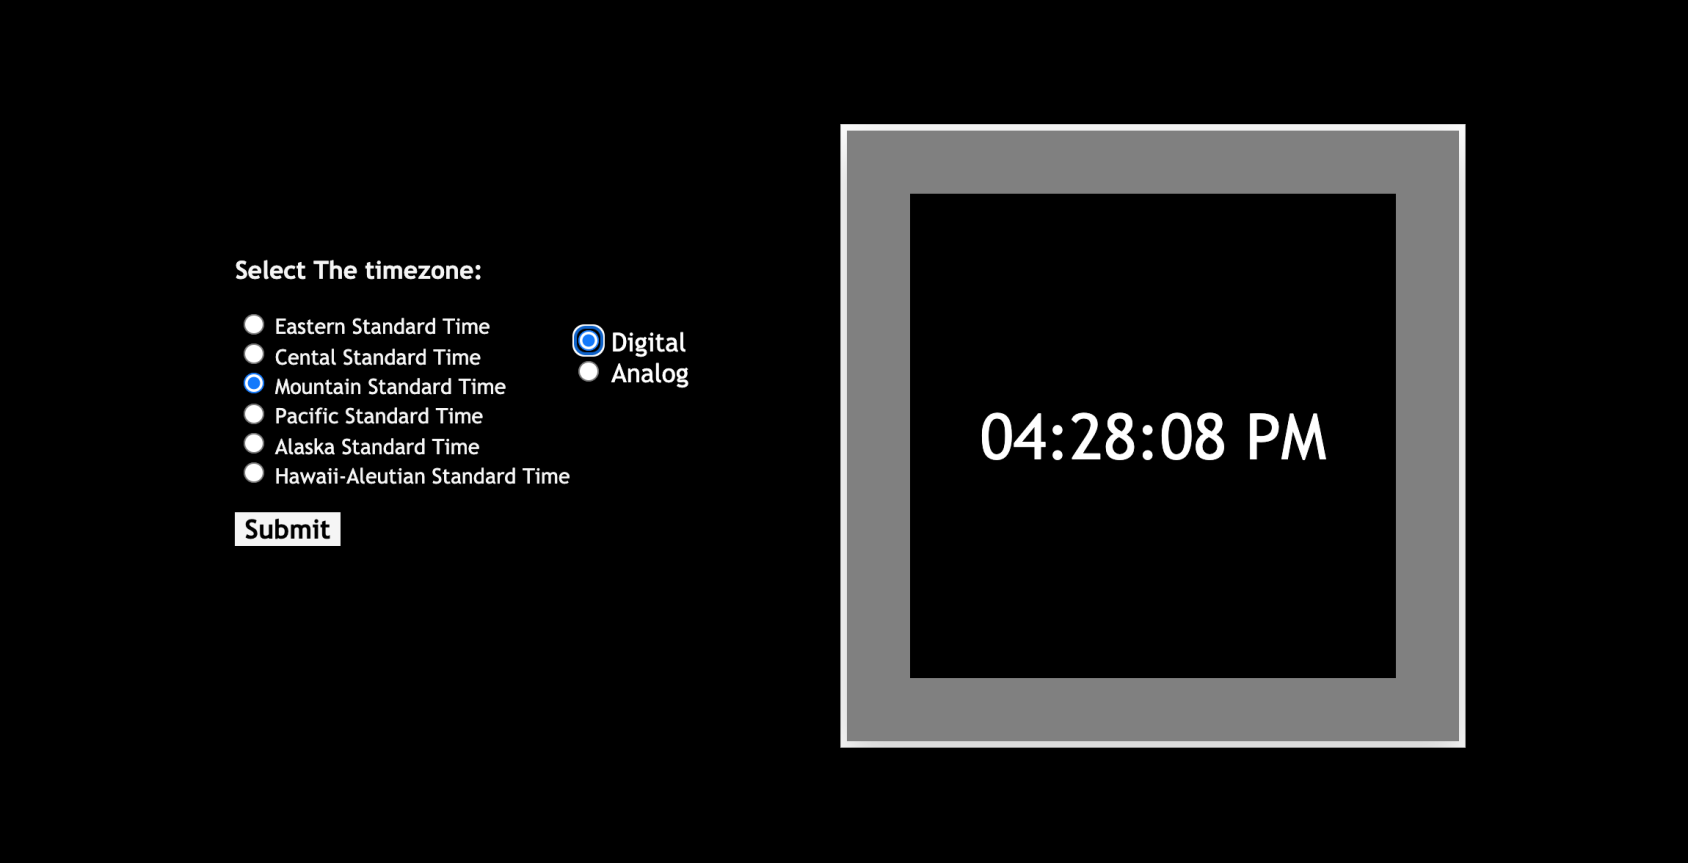 Select The timezone:
Eastern Standard Time
Cental Standard Time
Mountain Standard Time
Pacific Standard Time
Alaska Standard Time
Hawaii-Aleutian Standard Time
Digital
Analog
Submit
04:28:08 PM